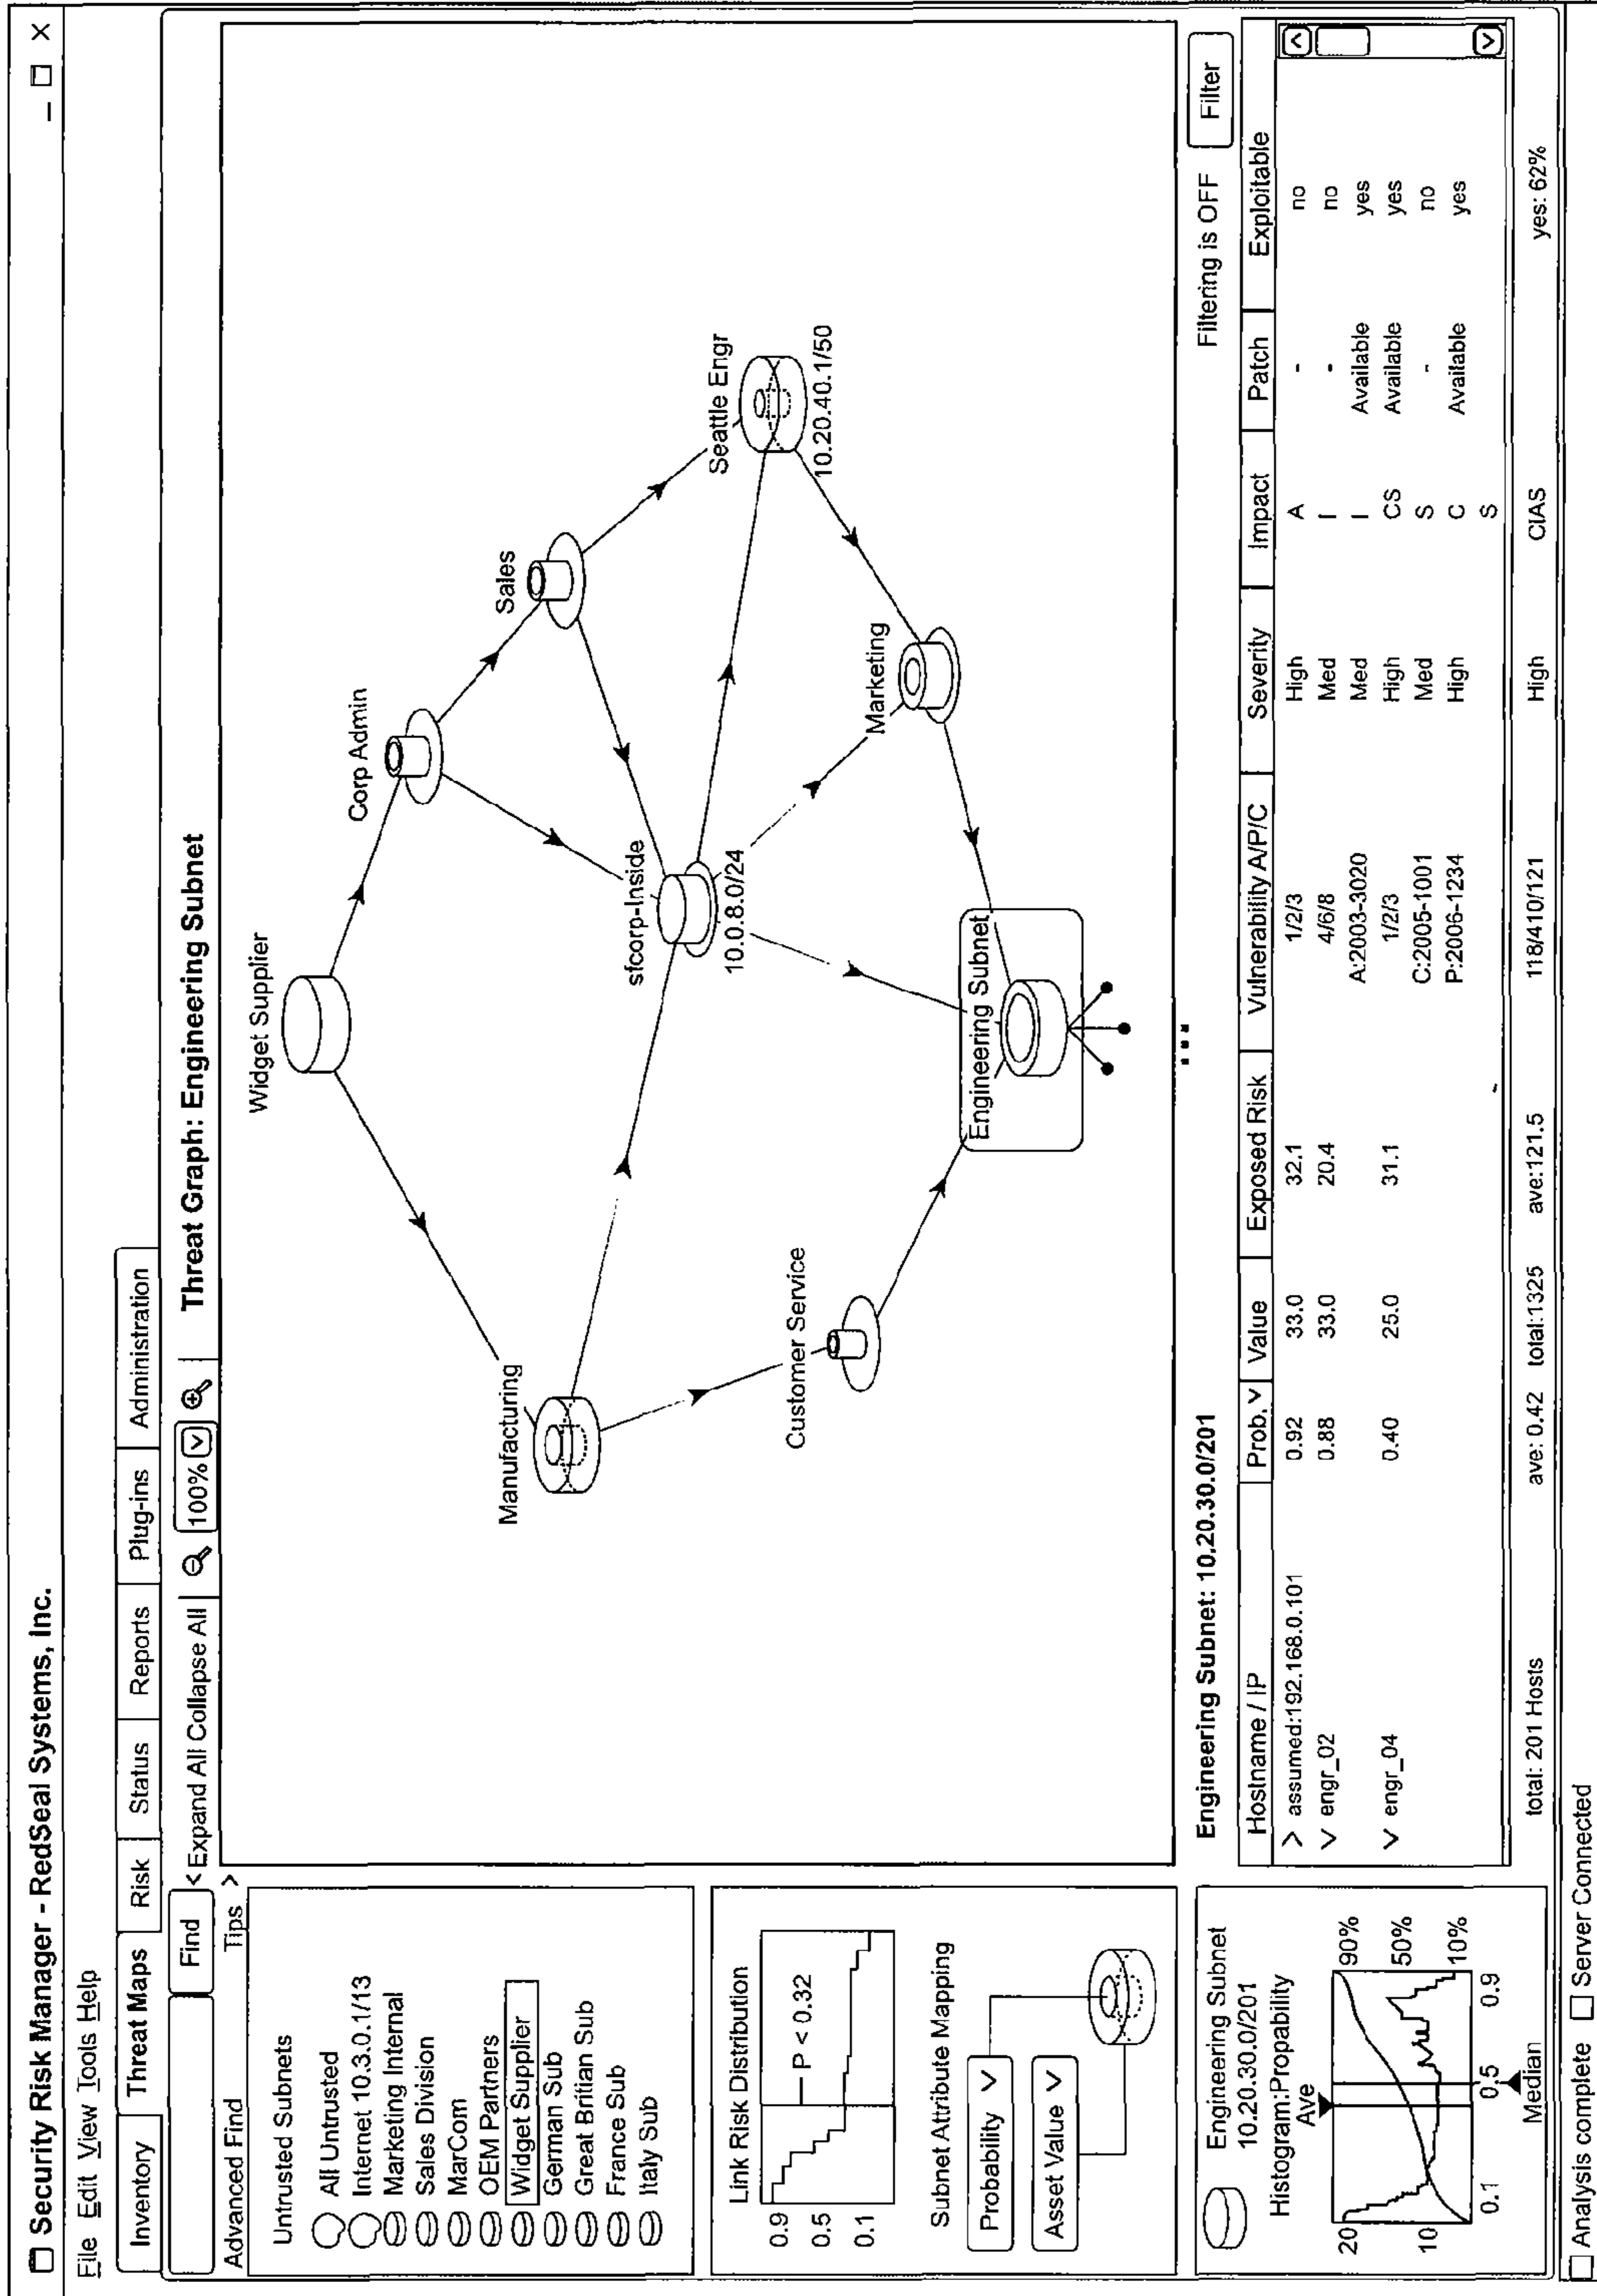 Security Risk Manager - RedSeal Systems, Inc.
_ □ X
File Edit View Tools Help
Inventory Threat Maps Risk Status Reports Plug-ins Administration
Find < Expand All Collapse All 100% Threat Graph: Engineering Subnet
Advanced Find Tips >
Untrusted Subnets
All Untrusted
Internet 10.3.0.1/13
Marketing Internal
Sales Division
MarCom
OEM Partners
Widget Supplier
German Sub
Great Britian Sub
France Sub
Italy Sub
Link Risk Distribution
0.9
0.5
0.1
P < 0.32
Subnet Attribute Mapping
Probability
Asset Value
Engineering Subnet
10.20.30.0/201
Histogram:Propability
Ave
20
10
90%
50%
10%
0.1 0.5 0.9
Median
Widget Supplier
Corp Admin
Sales
Manufacturing
sfcorp-Inside
10.0.8.0/24
Seattle Engr
10.20.40.1/50
Customer Service
Marketing
Engineering Subnet
Engineering Subnet: 10.20.30.0/201 Filtering is OFF Filter
Hostname / IP Prob. Value Exposed Risk Vulnerability A/P/C Severity Impact Patch Exploitable
> assumed:192.168.0.101 0.92 33.0 32.1 1/2/3 High A - no
engr_02 0.88 33.0 20.4 4/6/8 Med I - no
A:2003-3020 Med I Available yes
engr_04 0.40 25.0 31.1 1/2/3 High CS Available yes
C:2005-1001 Med S - no
P:2006-1234 High C Available yes
S
total: 201 Hosts ave: 0.42 total:1325 ave:121.5 118/410/121 High CIAS yes: 62%
Analysis complete Server Connected